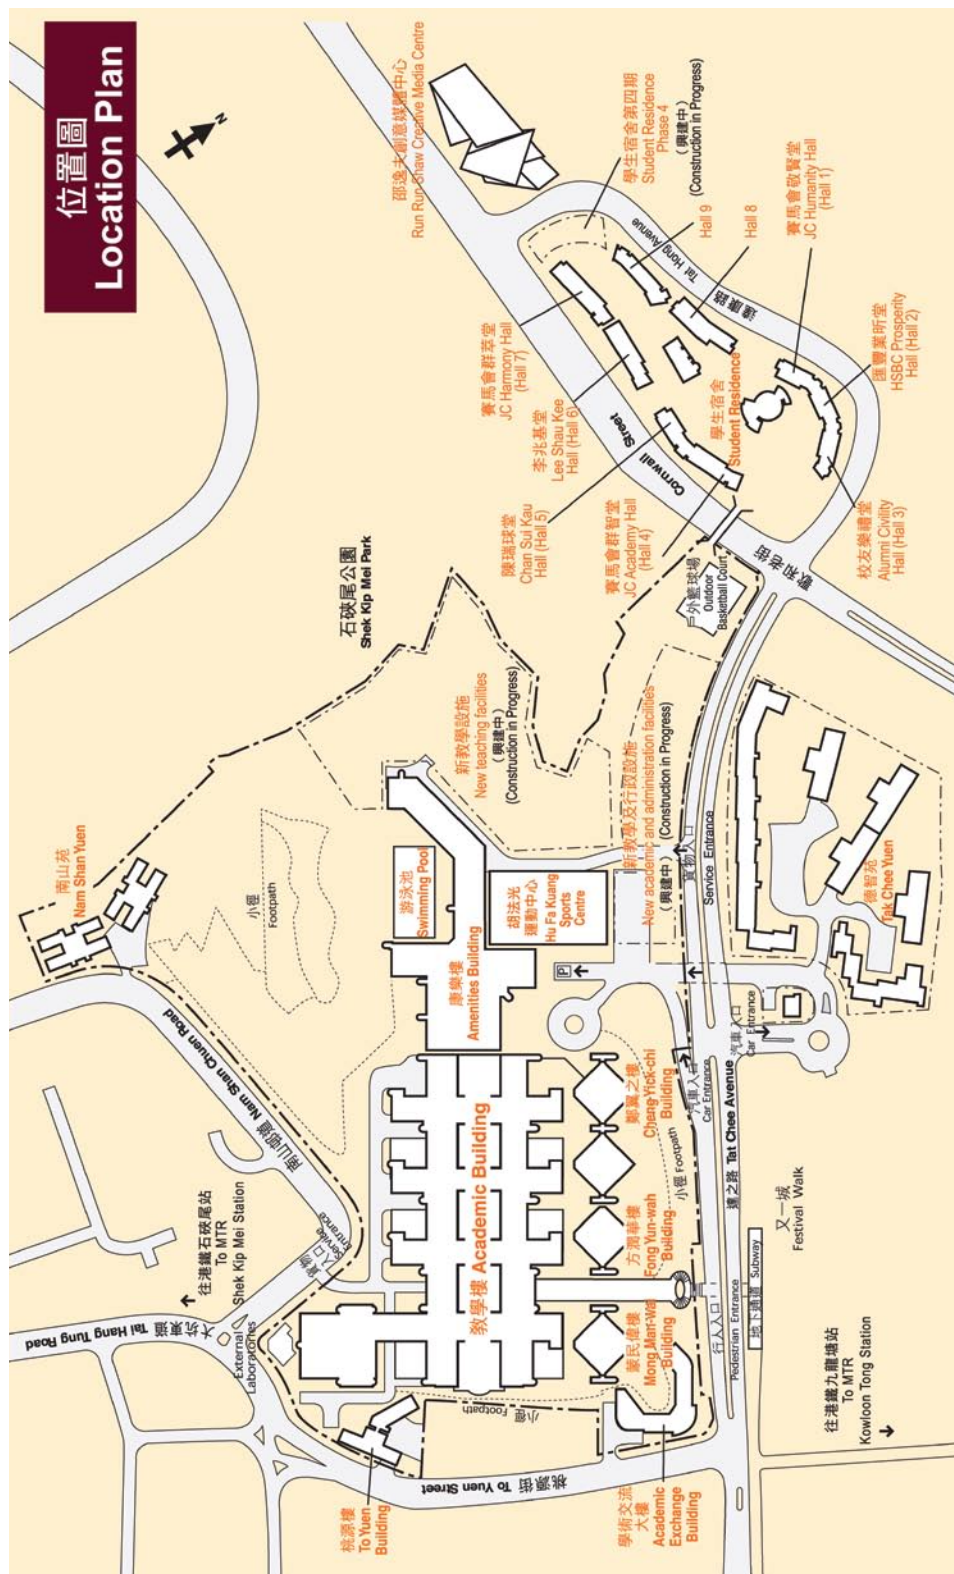 位置圖
Location Plan
N
邵逸夫創意媒體中心
Run Run Shaw Creative Media Centre
學生宿舍第四期
Student Residence
Phase 4
(興建中)
(Construction in Progress)
Hall 9
Hall 8
賽馬會敬賢堂
JC Humanity Hall
(Hall 1)
Tat Hong Avenue
達康路
匯豐業昕堂
HSBC Prosperity
Hall (Hall 2)
賽馬會群萃堂
JC Harmony Hall
(Hall 7)
李兆基堂
Lee Shau Kee
Hall (Hall 6)
陳瑞球堂
Chan Sui Kau
Hall (Hall 5)
賽馬會群智堂
JC Academy Hall
(Hall 4)
學生宿舍
Student Residence
校友樂禮堂
Alumni Civility
Hall (Hall 3)
Cornwall Street
歌和老街
石硤尾公園
Shek Kip Mei Park
戶外籃球場
Outdoor
Basketball Court
新教學設施
New teaching facilities
(興建中)
(Construction in Progress)
新教學及行政設施
New academic and administration facilities
(興建中)
(Construction in Progress)
南山苑
Nam Shan Yuen
小徑
Footpath
游泳池
Swimming Pool
胡法光
運動中心
Hu Fa Kuang
Sports
Centre
康樂樓
Amenities Building
P
貨物入口
Service Entrance
德智苑
Tak Chee Yuen
汽車入口
Car Entrance
汽車入口
Car Entrance
南山邨道 Nam Shan Chuen Road
教學樓 Academic Building
鄭翼之樓
Cheng Yick-chi
Building
方潤華樓
Fong Yun-wah
Building
蒙民偉樓
Mong Man-wai
Building
小徑 Footpath
達之路 Tat Chee Avenue
又一城
Festival Walk
行人入口
Pedestrian Entrance
地下通道 Subway
往港鐵石硤尾站
To MTR
Shek Kip Mei Station
貨物
入口
Service
Entrance
大坑東道 Tai Hang Tung Road
External
Laboratories
Footpath
桃源街 To Yuen Street
桃源樓
To Yuen
Building
學術交流
大樓
Academic
Exchange
Building
往港鐵九龍塘站
To MTR
Kowloon Tong Station